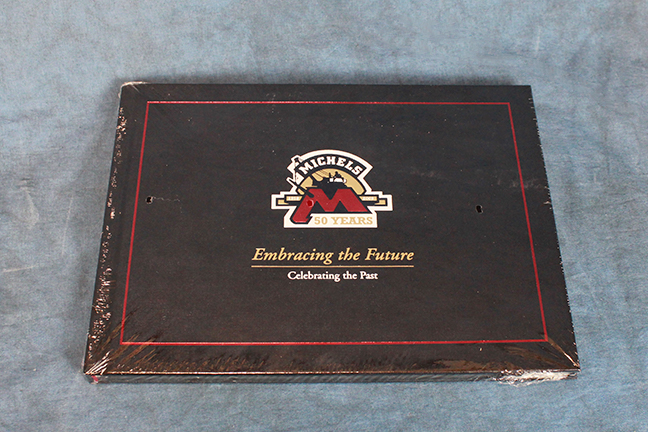 MICHELS
50 YEARS
Embracing the Future
Celebrating the Past